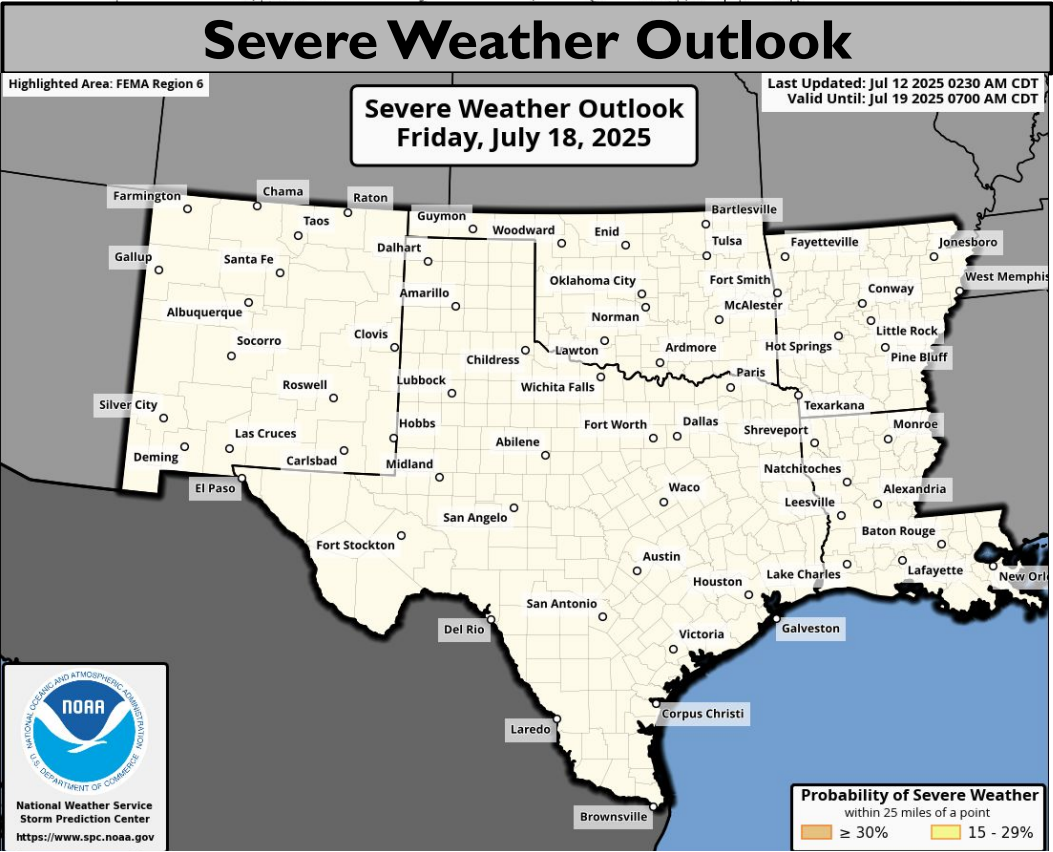 Severe Weather Outlook
Highlighted Area: FEMA Region 6
Last Updated: Jul 12 2025 0230 AM CDT
Valid Until: Jul 19 2025 0700 AM CDT
Severe Weather Outlook
Friday, July 18, 2025
Farmington
Chama
Raton
Taos
Guymon
Woodward
Enid
Bartlesville
Gallup
Santa Fe
Dalhart
Tulsa
Fayetteville
Jonesboro
Albuquerque
Amarillo
Oklahoma City
Fort Smith
Conway
West Memphis
Norman
McAlester
Socorro
Clovis
Childress
Lawton
Ardmore
Hot Springs
Little Rock
Pine Bluff
Roswell
Lubbock
Wichita Falls
Paris
Texarkana
Silver City
Hobbs
Fort Worth
Dallas
Shreveport
Monroe
Las Cruces
Abilene
Deming
Carlsbad
Midland
Natchitoches
El Paso
Waco
Leesville
Alexandria
San Angelo
Fort Stockton
Baton Rouge
Austin
Houston
Lake Charles
Lafayette
New Orl
San Antonio
Del Rio
Victoria
Galveston
Laredo
Corpus Christi
Brownsville
NATIONAL OCEANIC AND ATMOSPHERIC ADMINISTRATION
NOAA
U.S. DEPARTMENT OF COMMERCE
National Weather Service
Storm Prediction Center
https://www.spc.noaa.gov
Probability of Severe Weather
within 25 miles of a point
≥ 30%
15 - 29%